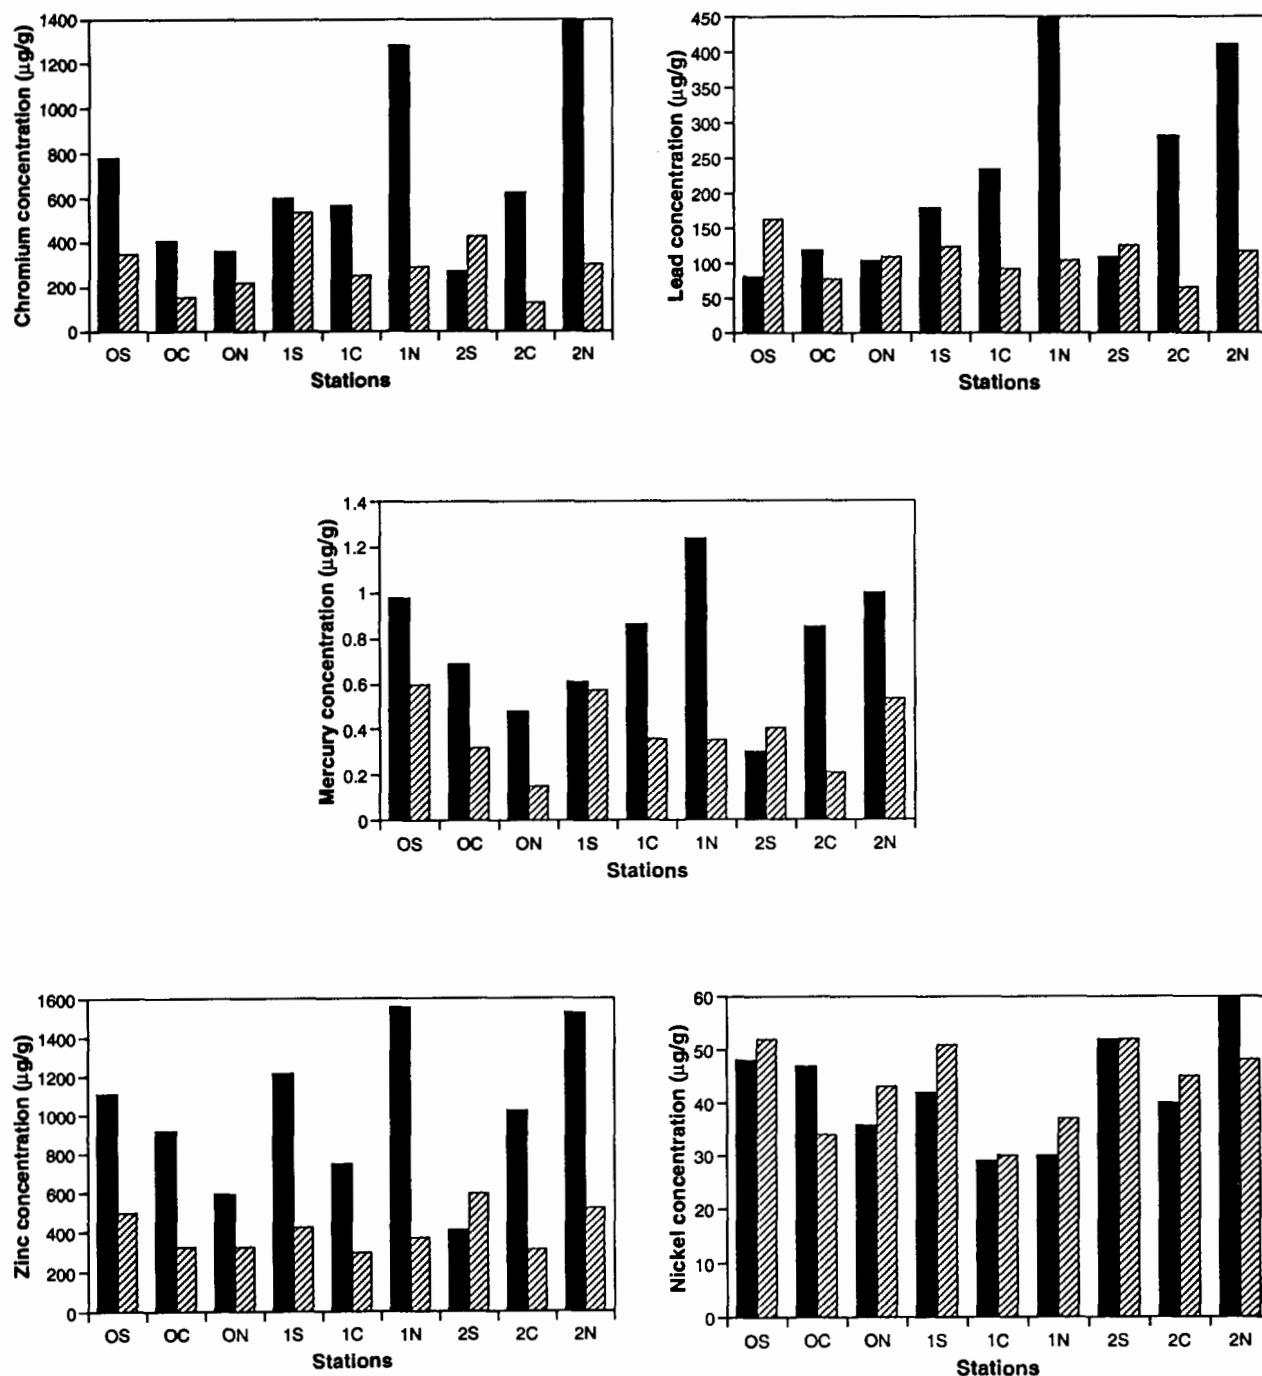 Chromium concentration (µg/g)
1400
1200
1000
800
600
400
200
0
OS OC ON 1S 1C 1N 2S 2C 2N
Stations
Lead concentration (µg/g)
450
400
350
300
250
200
150
100
50
0
OS OC ON 1S 1C 1N 2S 2C 2N
Stations
Mercury concentration (µg/g)
1.4
1.2
1
0.8
0.6
0.4
0.2
0
OS OC ON 1S 1C 1N 2S 2C 2N
Stations
Zinc concentration (µg/g)
1600
1400
1200
1000
800
600
400
200
0
OS OC ON 1S 1C 1N 2S 2C 2N
Stations
Nickel concentration (µg/g)
60
50
40
30
20
10
0
OS OC ON 1S 1C 1N 2S 2C 2N
Stations